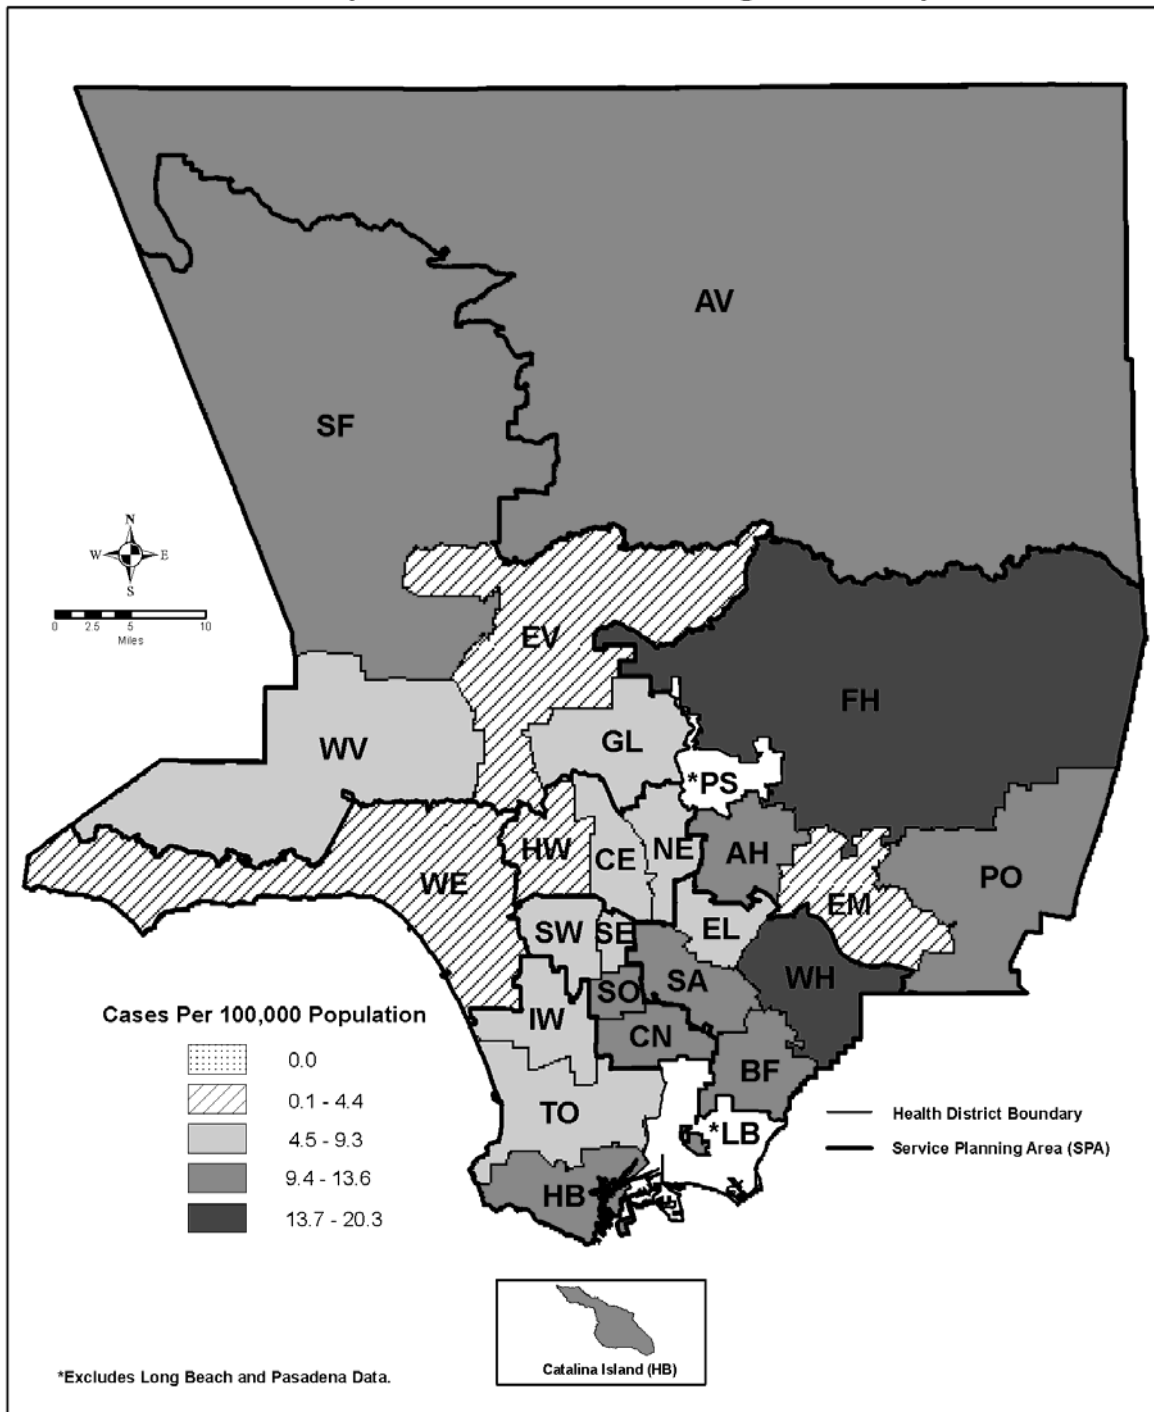 AV
SF
N
W E
S
0 2.5 5 10
Miles
EV
FH
WV
GL
*PS
HW
CE
NE
AH
PO
WE
EM
SW
SE
EL
SO
SA
WH
IW
CN
BF
TO
*LB
HB
Cases Per 100,000 Population
0.0
0.1 - 4.4
4.5 - 9.3
9.4 - 13.6
13.7 - 20.3
Health District Boundary
Service Planning Area (SPA)
Catalina Island (HB)
*Excludes Long Beach and Pasadena Data.